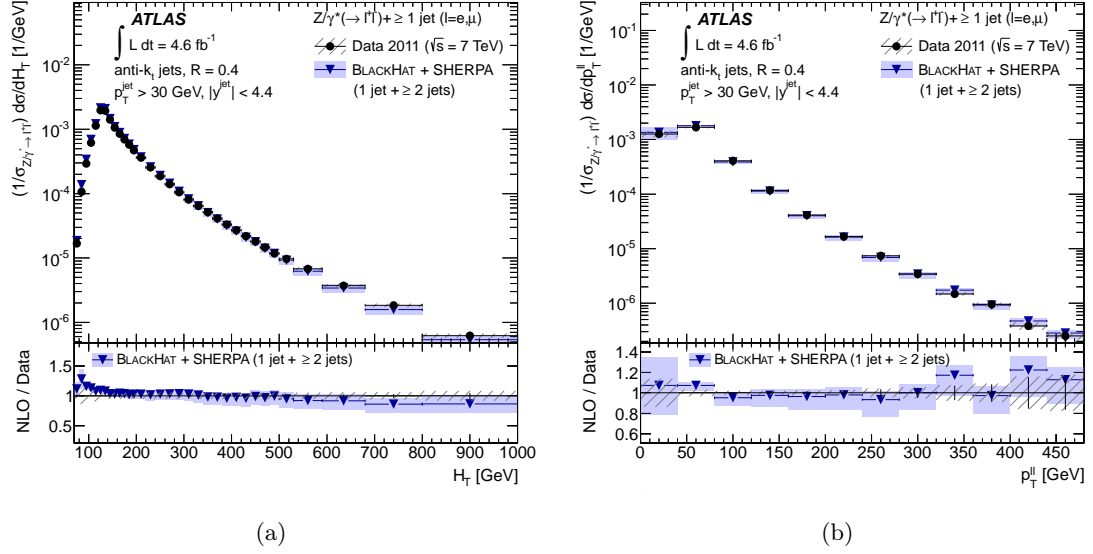 ATLAS
∫ L dt = 4.6 fb⁻¹
anti-kₜ jets, R = 0.4
p_T^jet > 30 GeV, |y^jet| < 4.4
Z/γ*(→ l⁺l⁻)+ ≥ 1 jet (l=e,μ)
Data 2011 (√s = 7 TeV)
BLACKHAT + SHERPA
(1 jet + ≥ 2 jets)
(1/σ_Z/γ*→ l⁺l⁻) dσ/dH_T [1/GeV]
10⁻²
10⁻³
10⁻⁴
10⁻⁵
10⁻⁶
BLACKHAT + SHERPA (1 jet + ≥ 2 jets)
NLO / Data
1.5
1
0.5
100 200 300 400 500 600 700 800 900 1000
H_T [GeV]
(a)
ATLAS
∫ L dt = 4.6 fb⁻¹
anti-kₜ jets, R = 0.4
p_T^jet > 30 GeV, |y^jet| < 4.4
Z/γ*(→ l⁺l⁻)+ ≥ 1 jet (l=e,μ)
Data 2011 (√s = 7 TeV)
BLACKHAT + SHERPA
(1 jet + ≥ 2 jets)
(1/σ_Z/γ*→ l⁺l⁻) dσ/dp_T^ll [1/GeV]
10⁻¹
10⁻²
10⁻³
10⁻⁴
10⁻⁵
10⁻⁶
BLACKHAT + SHERPA (1 jet + ≥ 2 jets)
NLO / Data
1.4
1.2
1
0.8
0.6
0 50 100 150 200 250 300 350 400 450
p_T^ll [GeV]
(b)